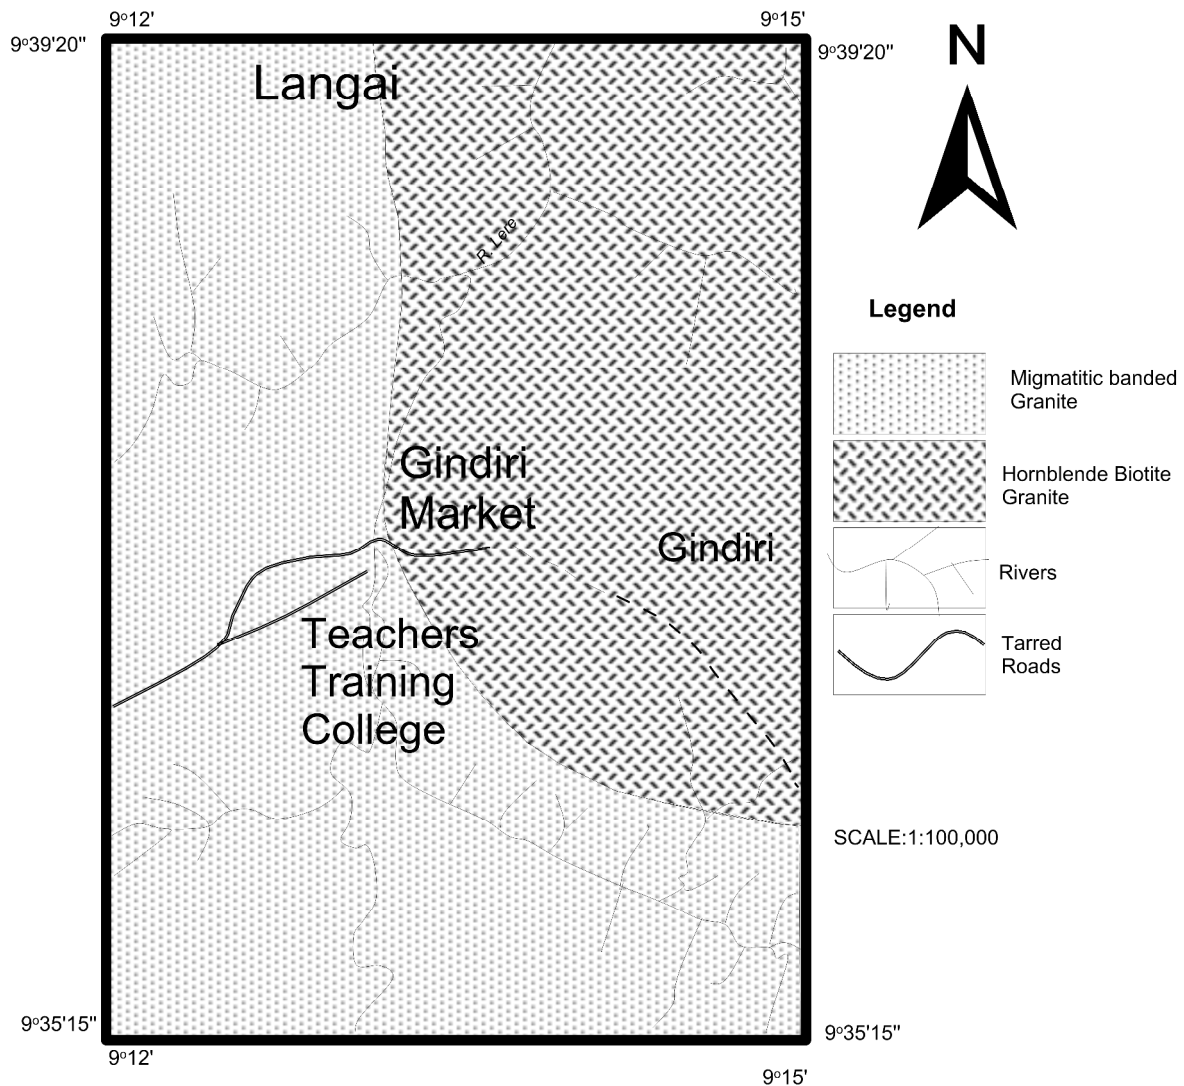 9°12'
9°15'
9°39'20"
9°39'20"
N
Langai
R. Lere
Legend
Migmatitic banded
Granite
Hornblende Biotite
Granite
Gindiri
Market
Gindiri
Rivers
Teachers
Training
College
Tarred
Roads
SCALE:1:100,000
9°35'15"
9°35'15"
9°12'
9°15'